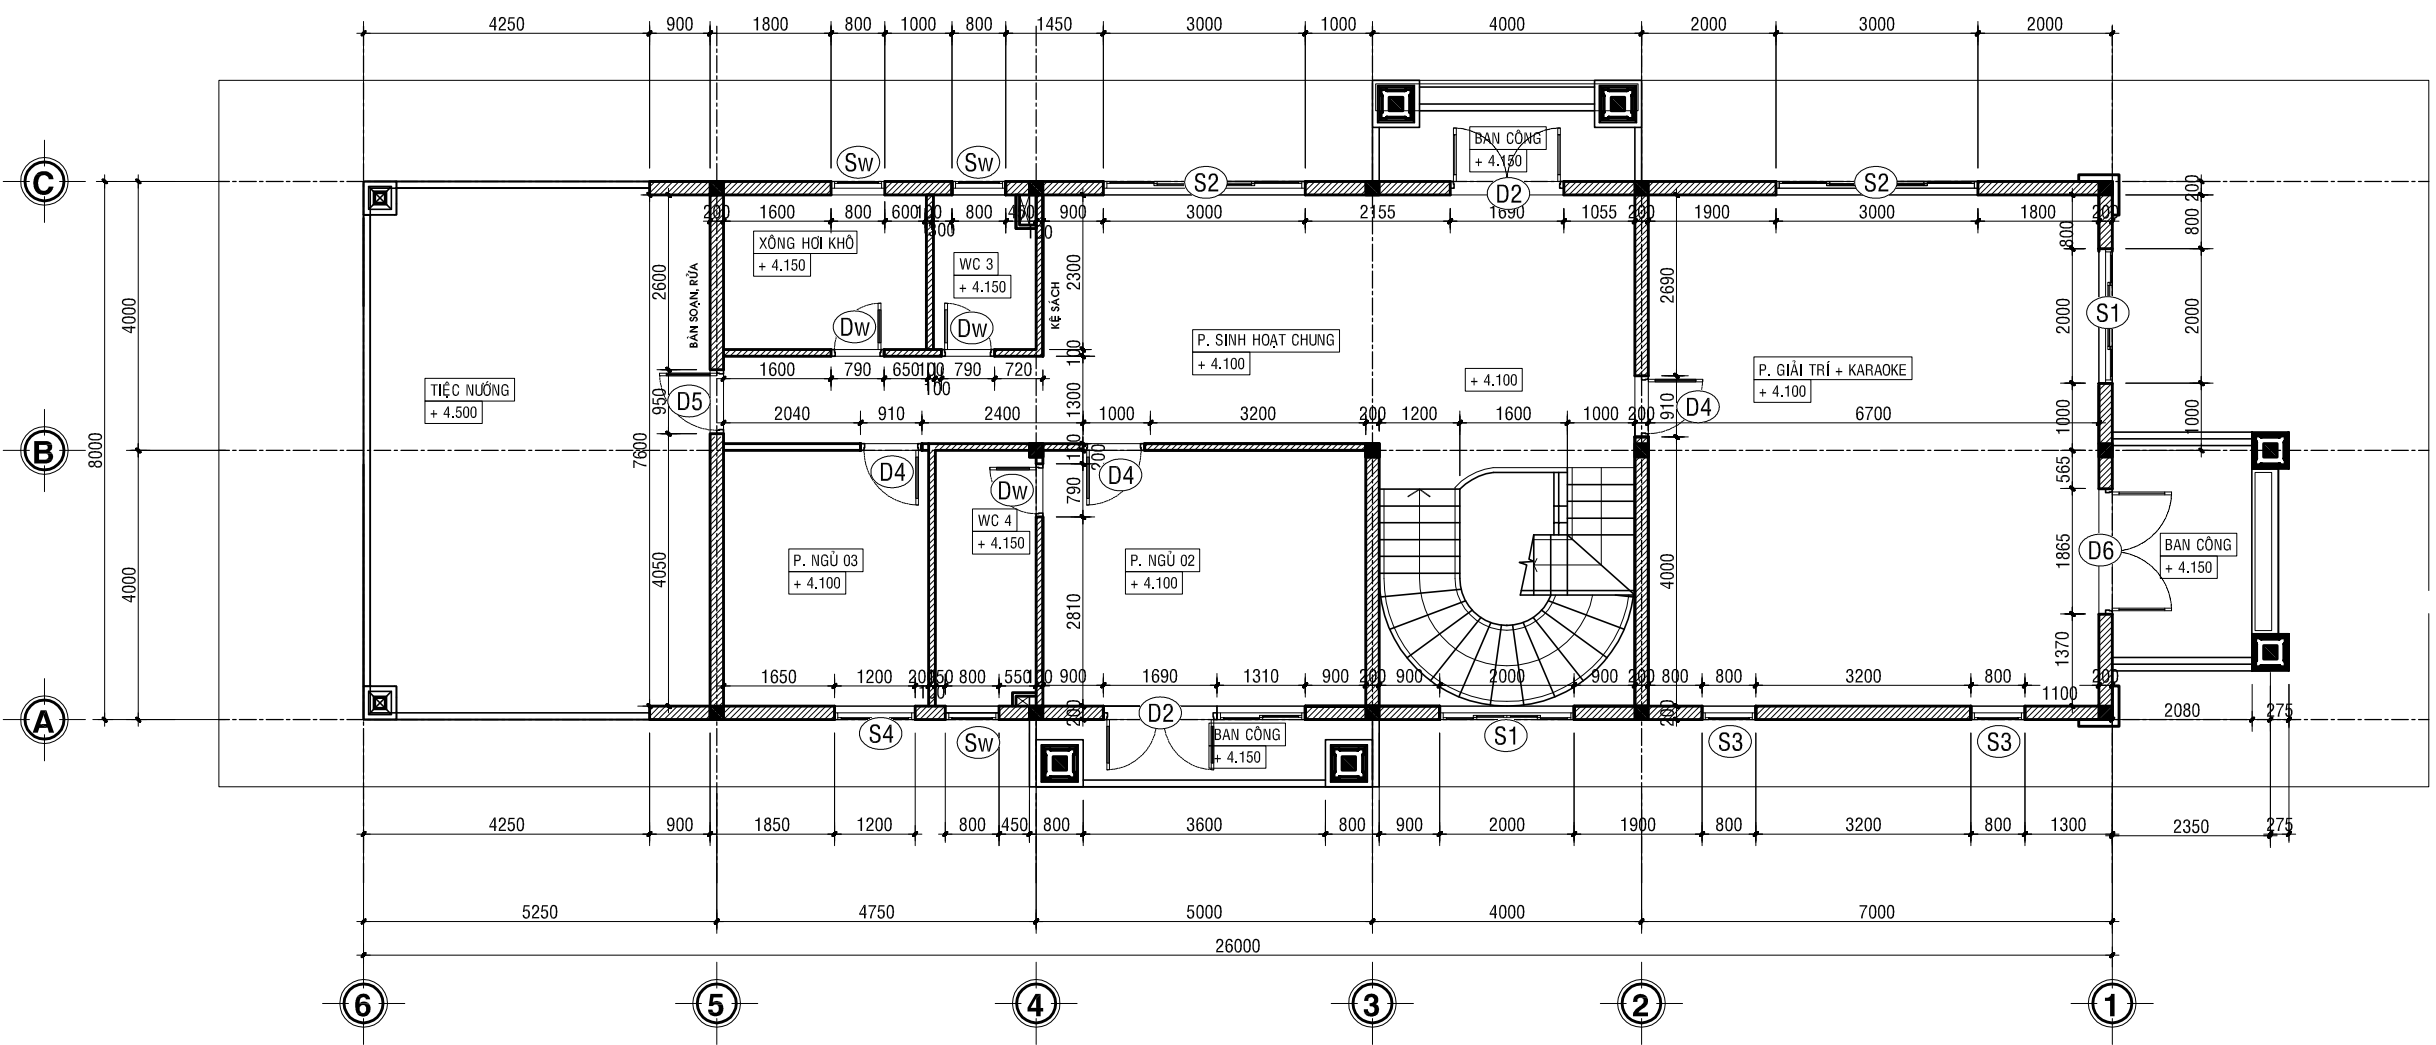 4250 900 1800 800 1000 800 1450 3000 1000 4000 2000 3000 2000
BAN CÔNG
+ 4.150
C
Sw Sw S2 D2 S2
200 1600 800 600 800 900 3000 2155 1690 1055 200 1900 3000 1800 200
200
800
800
XÔNG HƠI KHÔ
+ 4.150
WC 3
+ 4.150
BÀN SOẠN, RỬA
KỆ SÁCH
2600
2300
2690
2000
2000
4000
S1
Dw Dw
P. SINH HOẠT CHUNG
+ 4.100
+ 4.100
P. GIẢI TRÍ + KARAOKE
+ 4.100
TIỆC NƯỚNG
+ 4.500
1600 790 650 100 790 720
100
100
D5
950
1300
910
D4
1000
1000
2040 910 2400 1000 3200 200 1200 1600 1000 200 6700
B
8000
7600
200
D4 Dw D4
790
565
WC 4
+ 4.150
P. NGỦ 03
+ 4.100
P. NGỦ 02
+ 4.100
4000
4050
2810
4000
1865
D6
BAN CÔNG
+ 4.150
1370
1650 1200 800 550 900 1690 1310 900 200 900 2000 900 200 800 800 3200 800 200
1100
A
200
200
2080 275
S4 Sw D2 S1 S3 S3
BAN CÔNG
+ 4.150
4250 900 1850 1200 800 450 800 3600 800 900 2000 1900 800 3200 800 1300 2350 275
5250 4750 5000 4000 7000
26000
6 5 4 3 2 1